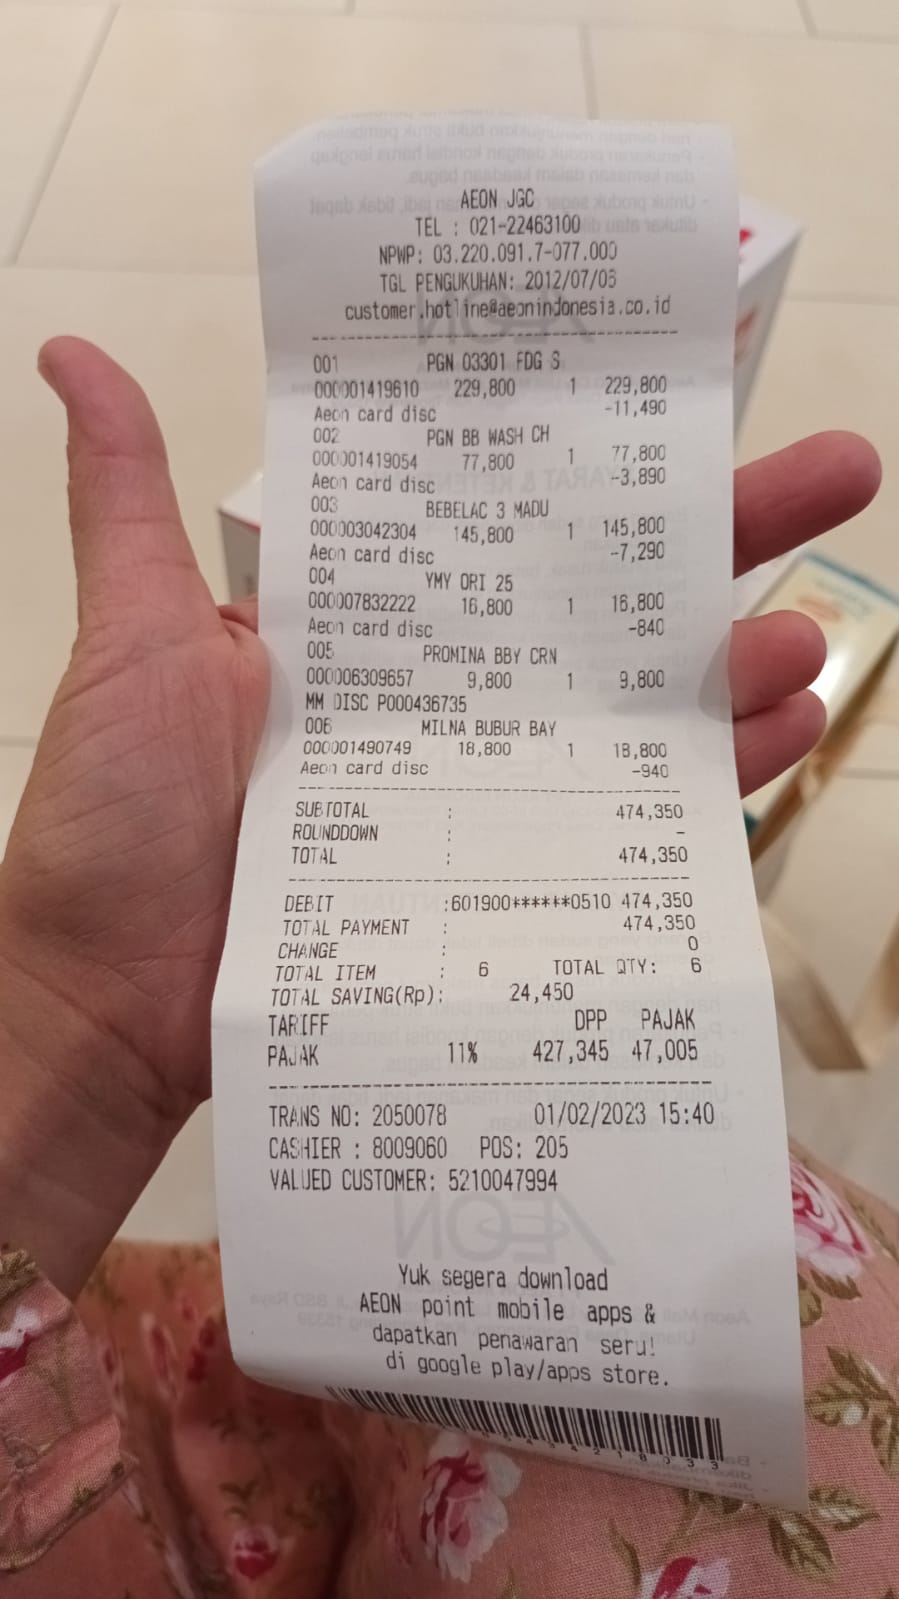 AEON JGC
TEL : 021-22463100
NPWP: 03.220.091.7-077.000
TGL PENGUKUHAN: 2012/07/03
customer.hotline@aeonindonesia.co.id
001 PGN 03301 FDG S
000001419610 229,800 1 229,800
Aeon card disc -11,490
002 PGN BB WASH CH
000001419054 77,800 1 77,800
Aeon card disc -3,890
003 BEBELAC 3 MADU
000003042304 145,800 1 145,800
Aeon card disc -7,290
004 YMY ORI 25
000007832222 16,800 1 16,800
Aeon card disc -840
005 PROMINA BBY CRN
000006309657 9,800 1 9,800
MM DISC P000436735
006 MILNA BUBUR BAY
000001490749 18,800 1 18,800
Aeon card disc -940
SUBTOTAL : 474,350
ROUNDDOWN : -
TOTAL : 474,350
DEBIT :601900******0510 474,350
TOTAL PAYMENT : 474,350
CHANGE : 0
TOTAL ITEM : 6 TOTAL QTY: 6
TOTAL SAVING(Rp): 24,450
TARIFF DPP PAJAK
PAJAK 11% 427,345 47,005
TRANS NO: 2050078 01/02/2023 15:40
CASHIER : 8009060 POS: 205
VALUED CUSTOMER: 5210047994
Yuk segera download
AEON point mobile apps &
dapatkan penawaran seru!
di google play/apps store.